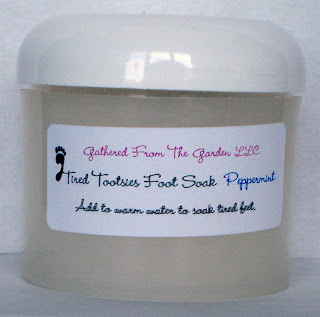 Gathered From The Garden LLC
Tired Tootsies Foot Soak Peppermint
Add to warm water to soak tired feet.